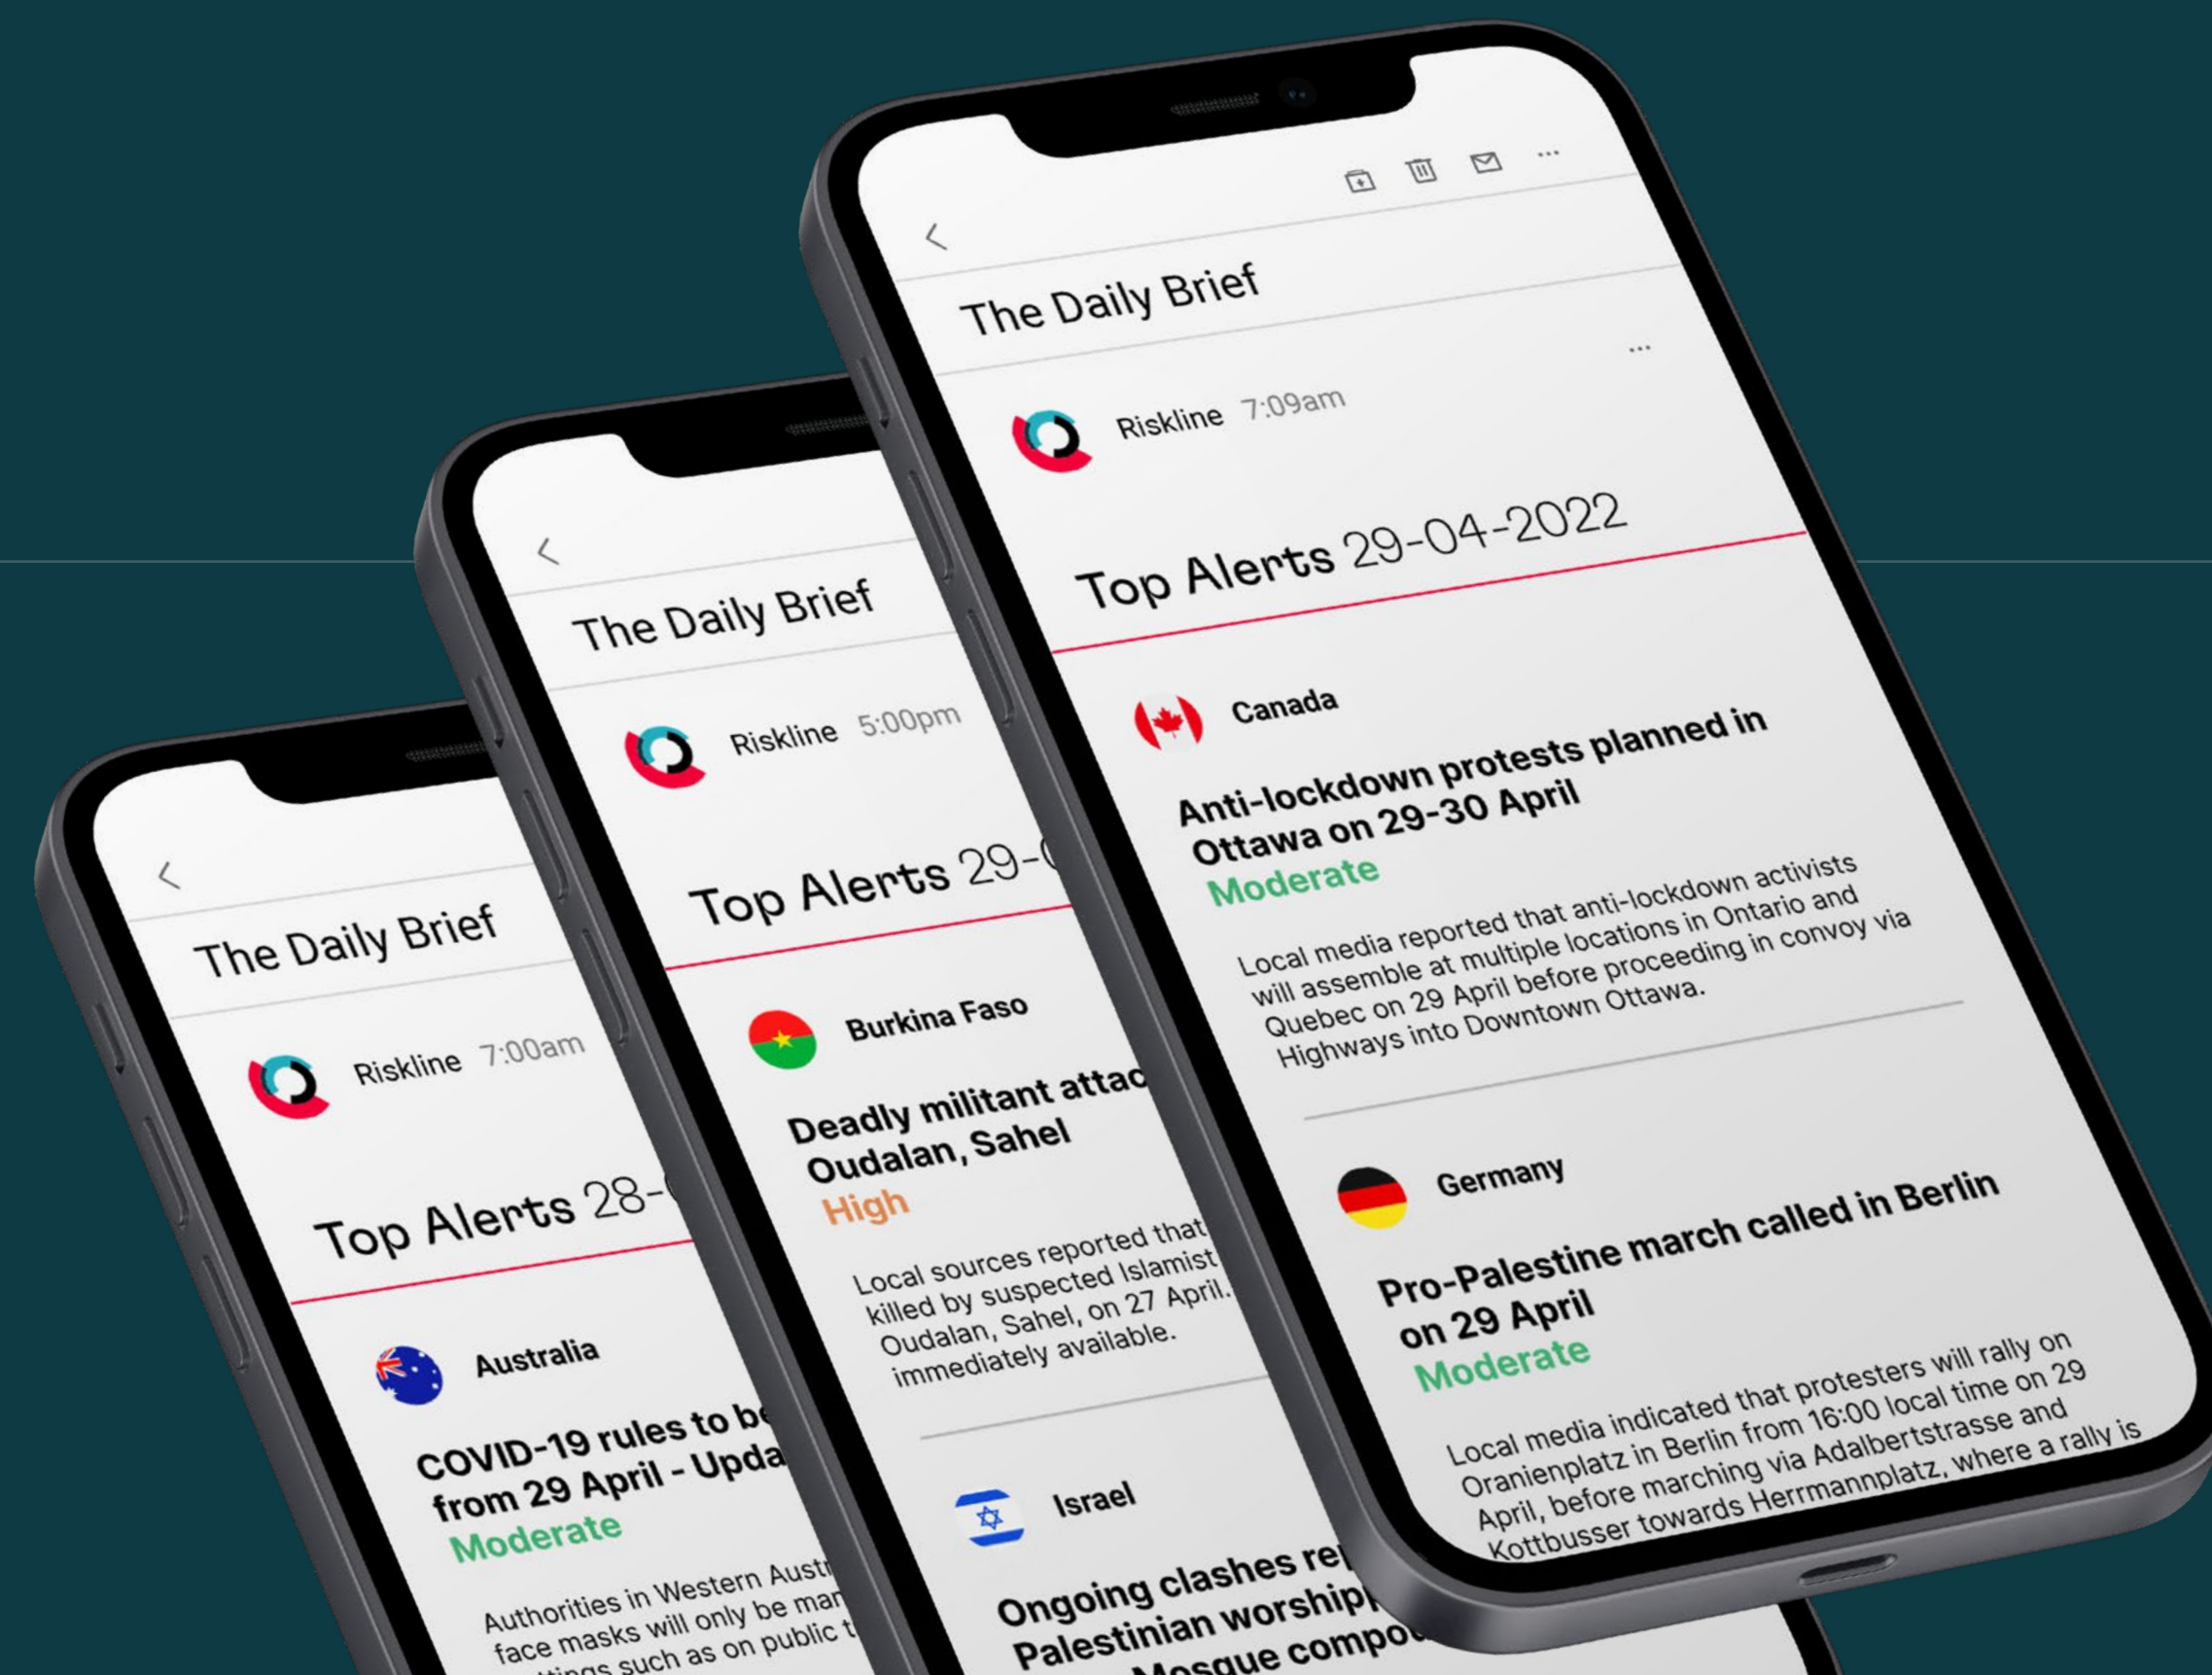 The Daily Brief
Riskline 7:09am
Top Alerts 29-04-2022
Canada
Anti-lockdown protests planned in
Ottawa on 29-30 April
Moderate
Local media reported that anti-lockdown activists
will assemble at multiple locations in Ontario and
Quebec on 29 April before proceeding in convoy via
Highways into Downtown Ottawa.
Germany
Pro-Palestine march called in Berlin
on 29 April
Moderate
Local media indicated that protesters will rally on
Oranienplatz in Berlin from 16:00 local time on 29
April, before marching via Adalbertstrasse and
Kottbusser towards Herrmannplatz, where a rally is
The Daily Brief
Riskline 5:00pm
Top Alerts 29-
Burkina Faso
Deadly militant
Oudalan, Sahel
High
Local sources reported that
killed by suspected Islamist
Oudalan, Sahel, on 27 April.
immediately available.
Israel
Ongoing clashes
Palestinian
Mosque
The Daily Brief
Riskline 7:00am
Top Alerts 28-
Australia
COVID-19 rules to
from 29 April -
Moderate
Authorities in Western
face masks will only be
such as on public